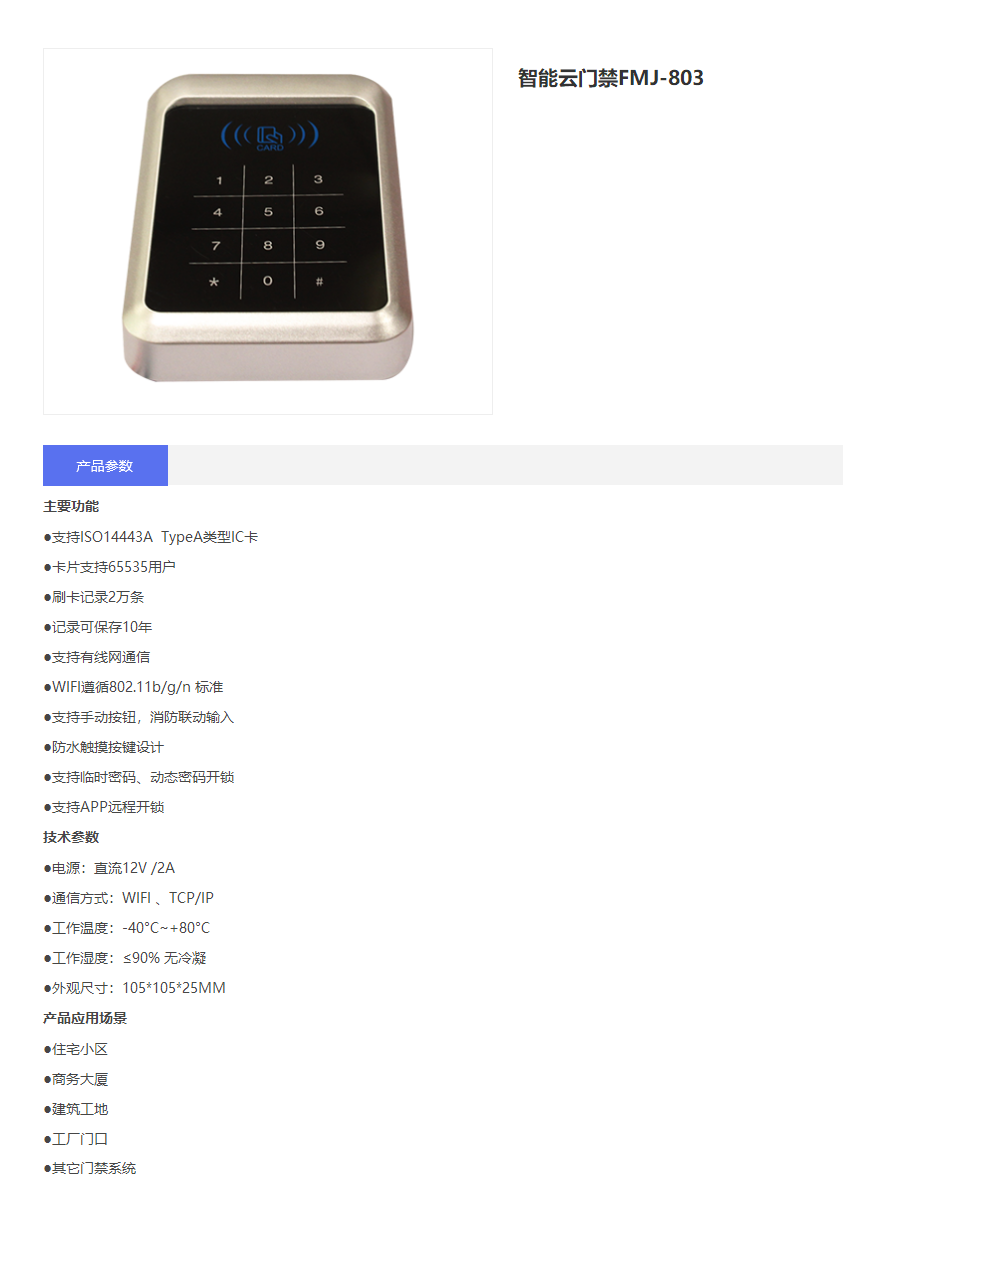 智能云门禁FMJ-803
CARD
1 2 3
4 5 6
7 8 9
* 0 #
产品参数
主要功能
●支持ISO14443A  TypeA类型IC卡
●卡片支持65535用户
●刷卡记录2万条
●记录可保存10年
●支持有线网通信
●WIFI遵循802.11b/g/n 标准
●支持手动按钮，消防联动输入
●防水触摸按键设计
●支持临时密码、动态密码开锁
●支持APP远程开锁
技术参数
●电源：直流12V /2A
●通信方式：WIFI 、TCP/IP
●工作温度：-40°C~+80°C
●工作湿度：≤90% 无冷凝
●外观尺寸：105*105*25MM
产品应用场景
●住宅小区
●商务大厦
●建筑工地
●工厂门口
●其它门禁系统